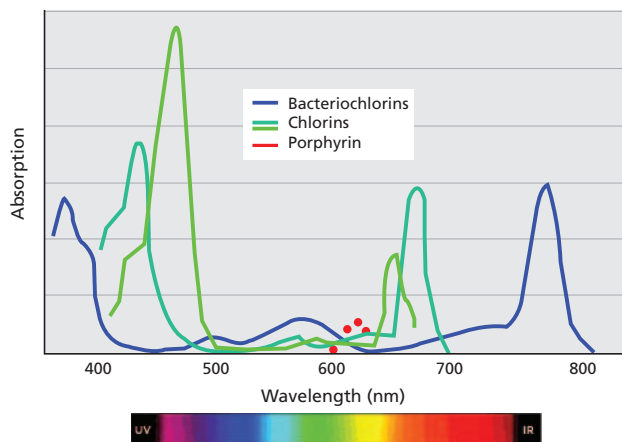 Absorption
Bacteriochlorins
Chlorins
Porphyrin
400 500 600 700 800
Wavelength (nm)
UV IR